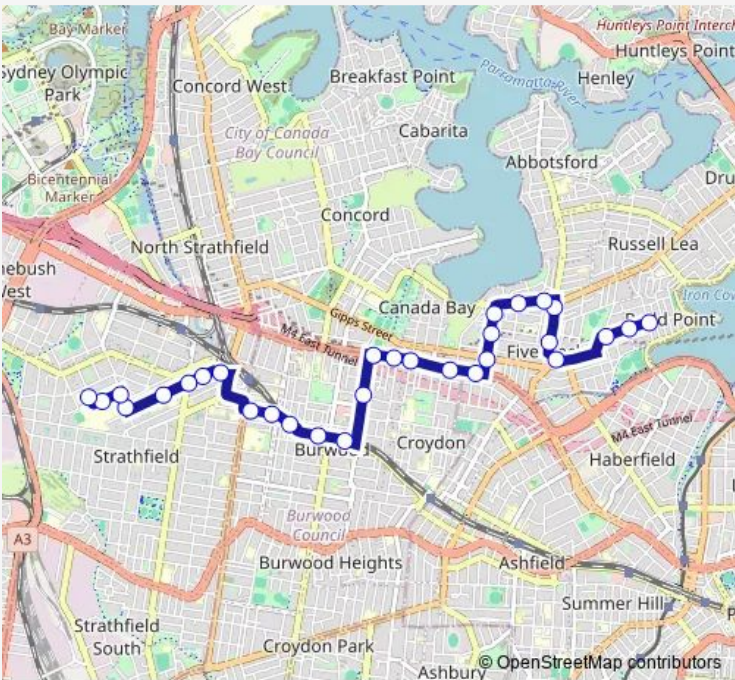 Huntleys Point Interch
Bay Marker
Huntleys Point
Sydney Olympic
Park
Breakfast Point
Henley
Concord West
Parramatta River
Cabarita
City of Canada
Bay Council
Abbotsford
Dru
Bicentennial
Marker
Concord
North Strathfield
Russell Lea
nebush
West
Iron Cov
Canada Bay
Gipps Street
d Point
M4 East Tunnel
Five
M4 East Tunnel
Croydon
Burwo
Strathfield
Haberfield
Burwood
Council
A3
Burwood Heights
Ashfield
Summer Hill
Strathfield
South
Croydon Park
Ashbury
© OpenStreetMap contributors